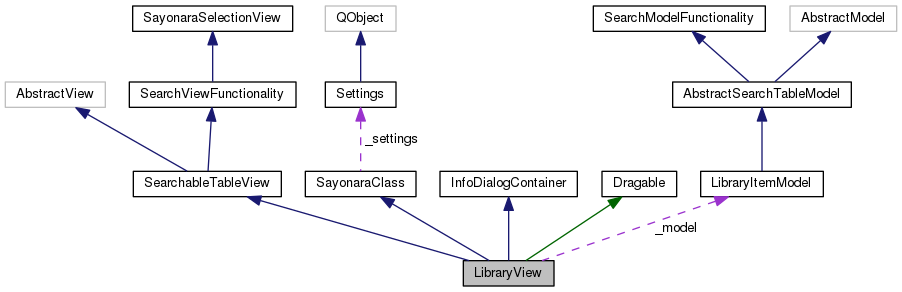 SayonaraSelectionView
QObject
SearchModelFunctionality
AbstractModel
AbstractView
SearchViewFunctionality
Settings
AbstractSearchTableModel
_settings
SearchableTableView
SayonaraClass
InfoDialogContainer
Dragable
LibraryItemModel
_model
LibraryView